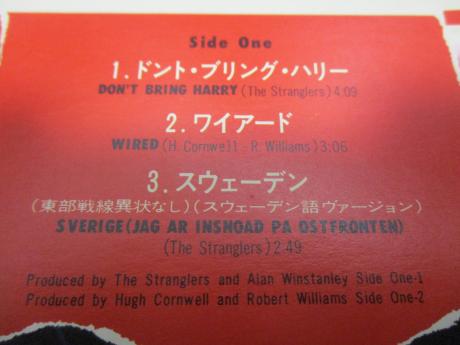 Side One
1.ドント・ブリング・ハリー
DON'T BRING HARRY (The Stranglers) 4:09
2.ワイアード
WIRED (H. Cornwell - R. Williams) 3:06
3.スウェーデン
(東部戦線異状なし)(スウェーデン語ヴァージョン)
SVERIGE(JAG AR INSNOAD PA OSTFRONTEN)
(The Stranglers) 2:49
Produced by The Stranglers and Alan Winstanley Side One-1
Produced by Hugh Cornwell and Robert Williams Side One-2